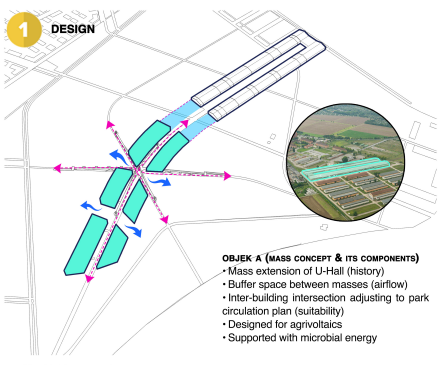 1 DESIGN
OBJEK A (MASS CONCEPT & ITS COMPONENTS)
• Mass extension of U-Hall (history)
• Buffer space between masses (airflow)
• Inter-building intersection adjusting to park
circulation plan (suitability)
• Designed for agrivoltaics
• Supported with microbial energy